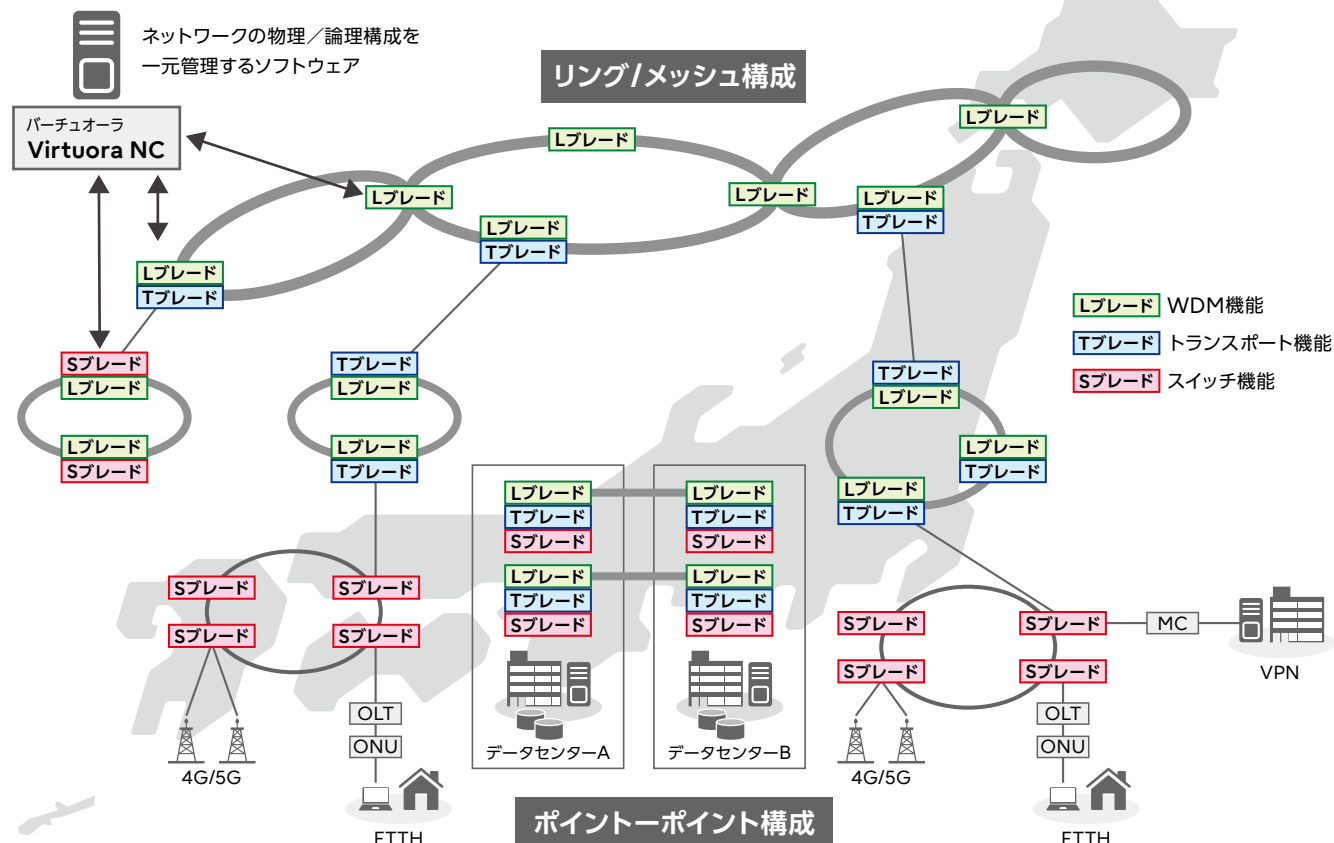 ネットワークの物理／論理構成を
一元管理するソフトウェア
リング/メッシュ構成
バーチュオーラ
Virtuora NC
Lブレード
Lブレード
Lブレード
Lブレード
Lブレード
Tブレード
Lブレード
Tブレード
Lブレード
Tブレード
Lブレード WDM機能
Tブレード トランスポート機能
Sブレード スイッチ機能
Sブレード
Lブレード
Lブレード
Sブレード
Tブレード
Lブレード
Lブレード
Tブレード
Tブレード
Lブレード
Lブレード
Tブレード
Lブレード
Tブレード
Lブレード
Tブレード
Sブレード
Lブレード
Tブレード
Sブレード
データセンターA
Lブレード
Tブレード
Sブレード
Lブレード
Tブレード
Sブレード
データセンターB
Sブレード
Sブレード
Sブレード
Sブレード
4G/5G
OLT
ONU
FTTH
Sブレード
Sブレード
Sブレード
Sブレード
MC
VPN
4G/5G
OLT
ONU
FTTH
ポイントーポイント構成